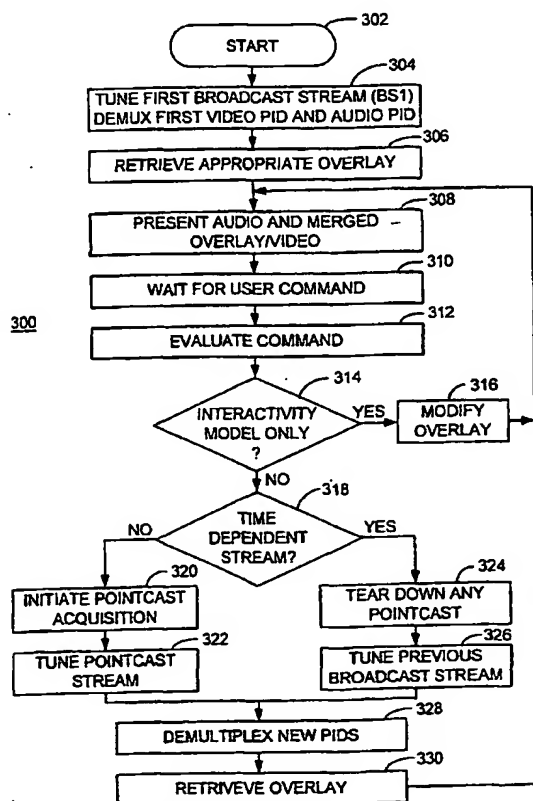 302
START
304
TUNE FIRST BROADCAST STREAM (BS1)
DEMUX FIRST VIDEO PID AND AUDIO PID
306
RETRIEVE APPROPRIATE OVERLAY
308
PRESENT AUDIO AND MERGED
OVERLAY/VIDEO
310
WAIT FOR USER COMMAND
300
312
EVALUATE COMMAND
314
INTERACTIVITY
MODEL ONLY
?
YES
316
MODIFY
OVERLAY
NO
318
TIME
DEPENDENT
STREAM?
NO
YES
320
INITIATE POINTCAST
ACQUISITION
322
TUNE POINTCAST
STREAM
324
TEAR DOWN ANY
POINTCAST
326
TUNE PREVIOUS
BROADCAST STREAM
328
DEMULTIPLEX NEW PIDS
330
RETRIVEVE OVERLAY